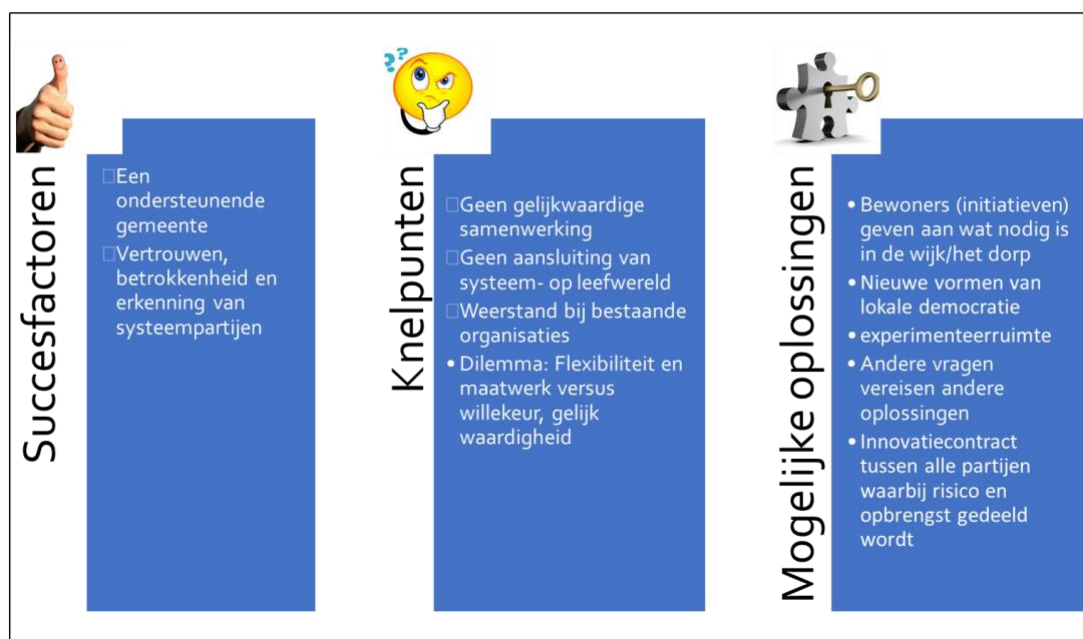 Succesfactoren
□Een
ondersteunende
gemeente
□Vertrouwen,
betrokkenheid en
erkenning van
systeempartijen
??
Knelpunten
□Geen gelijkwaardige
samenwerking
□Geen aansluiting van
systeem- op leefwereld
□Weerstand bij bestaande
organisaties
• Dilemma: Flexibiliteit en
maatwerk versus
willekeur, gelijk
waardigheid
Mogelijke oplossingen
• Bewoners (initiatieven)
geven aan wat nodig is
in de wijk/het dorp
• Nieuwe vormen van
lokale democratie
• experimenteerruimte
• Andere vragen
vereisen andere
oplossingen
• Innovatiecontract
tussen alle partijen
waarbij risico en
opbrengst gedeeld
wordt